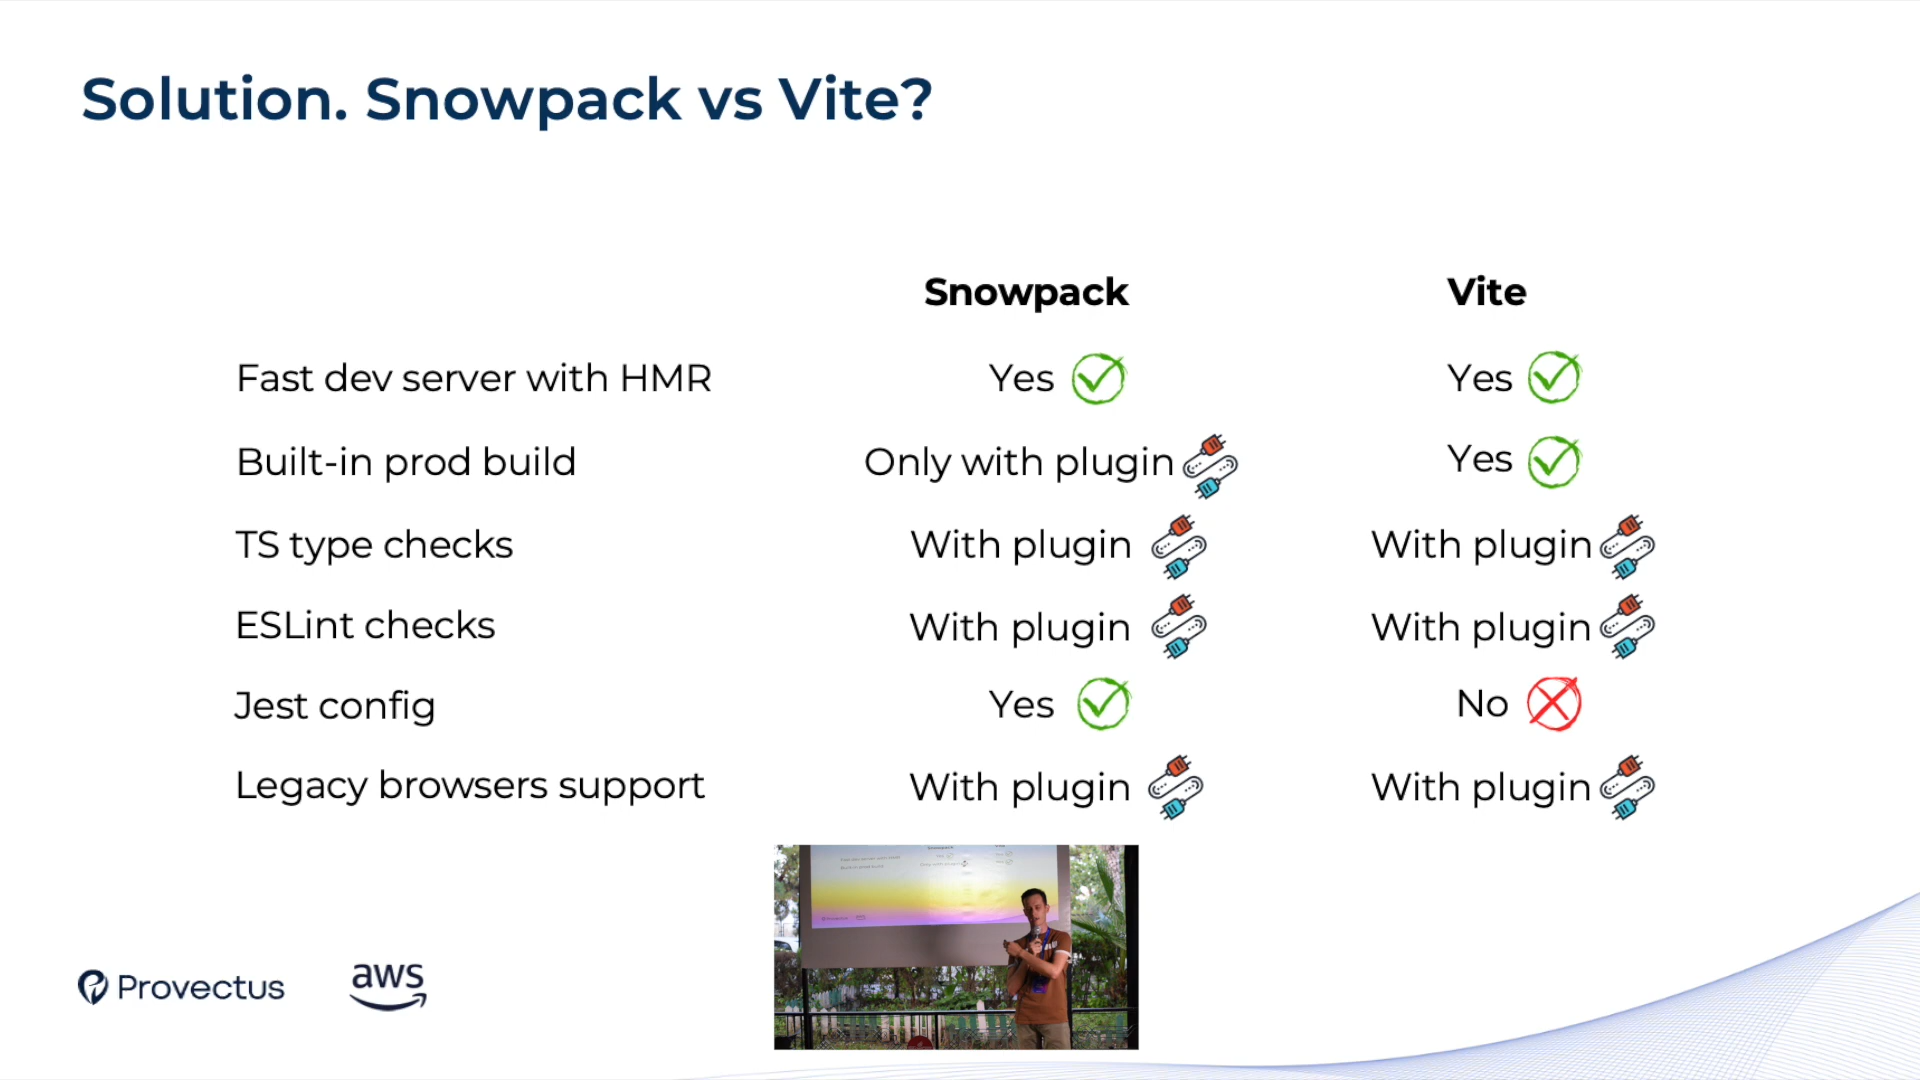 Solution. Snowpack vs Vite?
Snowpack Vite
Fast dev server with HMR Yes Yes
Built-in prod build Only with plugin Yes
TS type checks With plugin With plugin
ESLint checks With plugin With plugin
Jest config Yes No
Legacy browsers support With plugin With plugin
Provectus aws